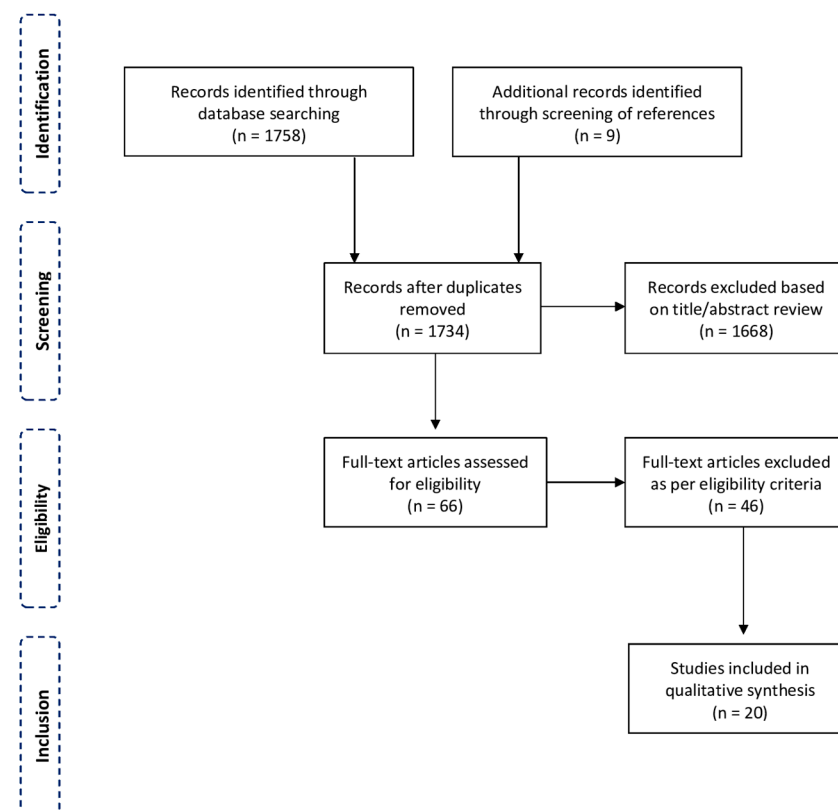 Identification
Records identified through
database searching
(n = 1758)
Additional records identified
through screening of references
(n = 9)
Screening
Records after duplicates
removed
(n = 1734)
Records excluded based
on title/abstract review
(n = 1668)
Eligibility
Full-text articles assessed
for eligibility
(n = 66)
Full-text articles excluded
as per eligibility criteria
(n = 46)
Inclusion
Studies included in
qualitative synthesis
(n = 20)